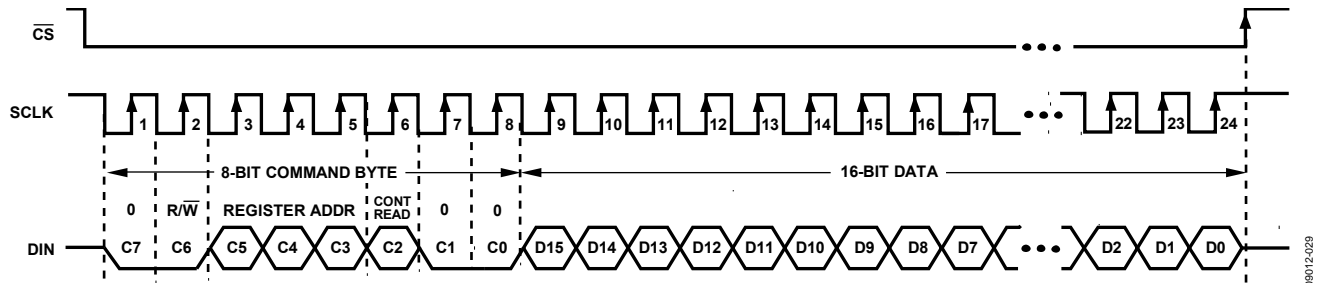 CS
SCLK
1 2 3 4 5 6 7 8 9 10 11 12 13 14 15 16 17 22 23 24
8-BIT COMMAND BYTE 16-BIT DATA
0 R/W REGISTER ADDR CONT READ 0 0
DIN C7 C6 C5 C4 C3 C2 C1 C0 D15 D14 D13 D12 D11 D10 D9 D8 D7 D2 D1 D0
09012-029